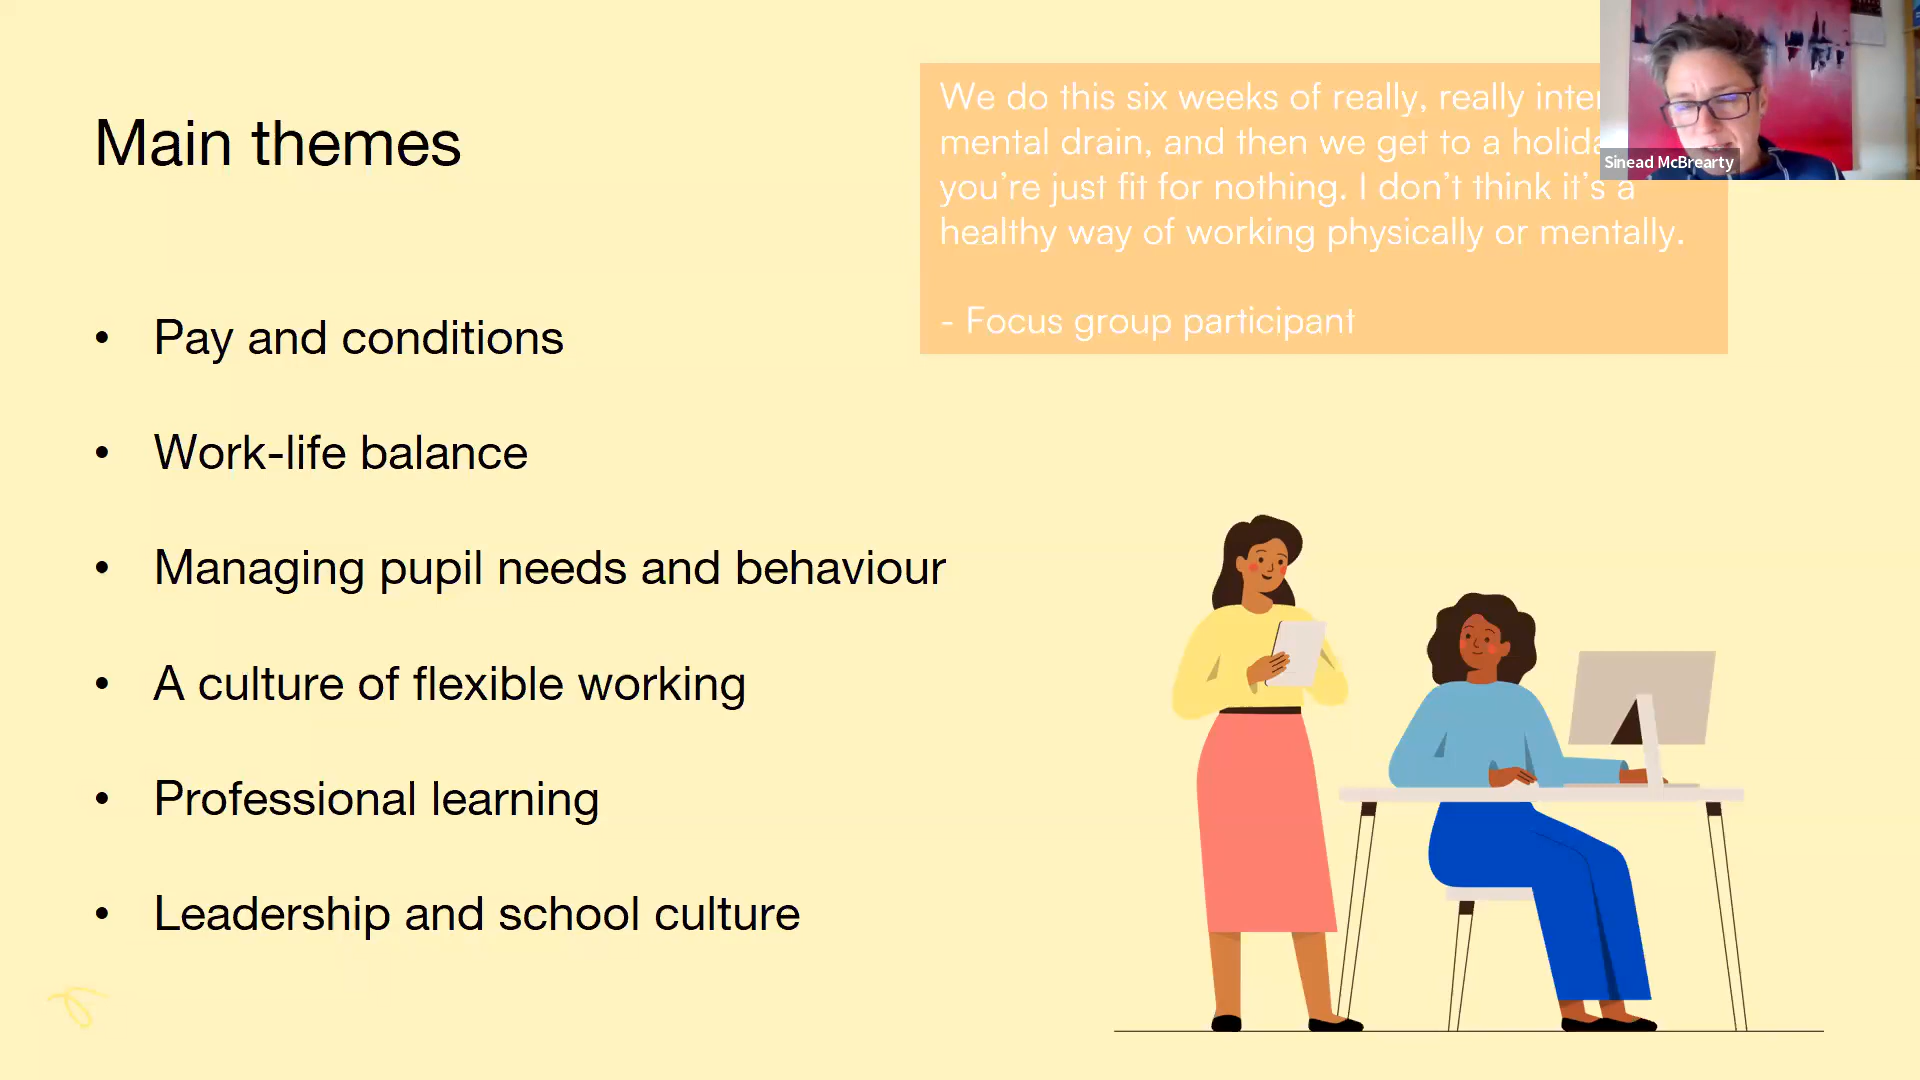 Main themes
• Pay and conditions
• Work-life balance
• Managing pupil needs and behaviour
• A culture of flexible working
• Professional learning
• Leadership and school culture
We do this six weeks of really, really
mental drain, and then we get to a
you’re just fit for nothing. I don’t think it’s a
healthy way of working physically or mentally.
- Focus group participant
Sinead McBrearty